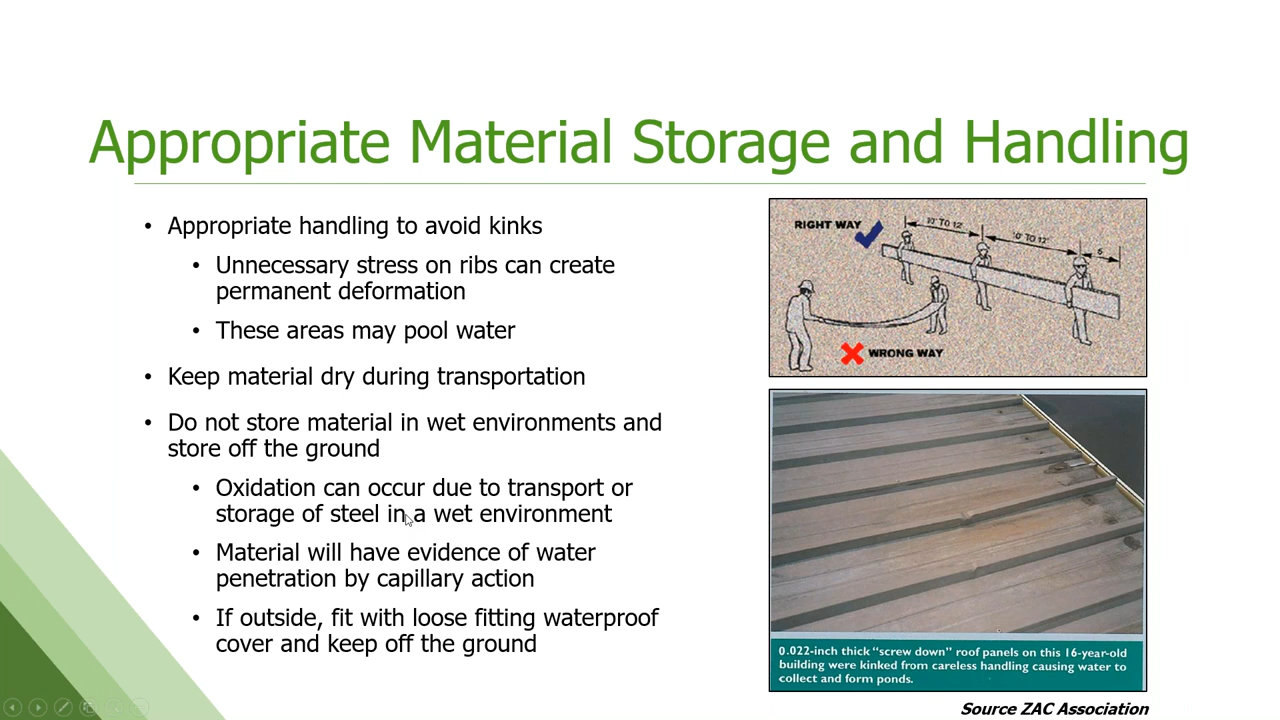 Appropriate Material Storage and Handling
• Appropriate handling to avoid kinks
• Unnecessary stress on ribs can create
permanent deformation
• These areas may pool water
• Keep material dry during transportation
• Do not store material in wet environments and
store off the ground
• Oxidation can occur due to transport or
storage of steel in a wet environment
• Material will have evidence of water
penetration by capillary action
• If outside, fit with loose fitting waterproof
cover and keep off the ground
RIGHT WAY
10' TO 12'
10' TO 12'
WRONG WAY
0.022-inch thick “screw down” roof panels on this 16-year-old
building were kinked from careless handling causing water to
collect and form ponds.
Source ZAC Association